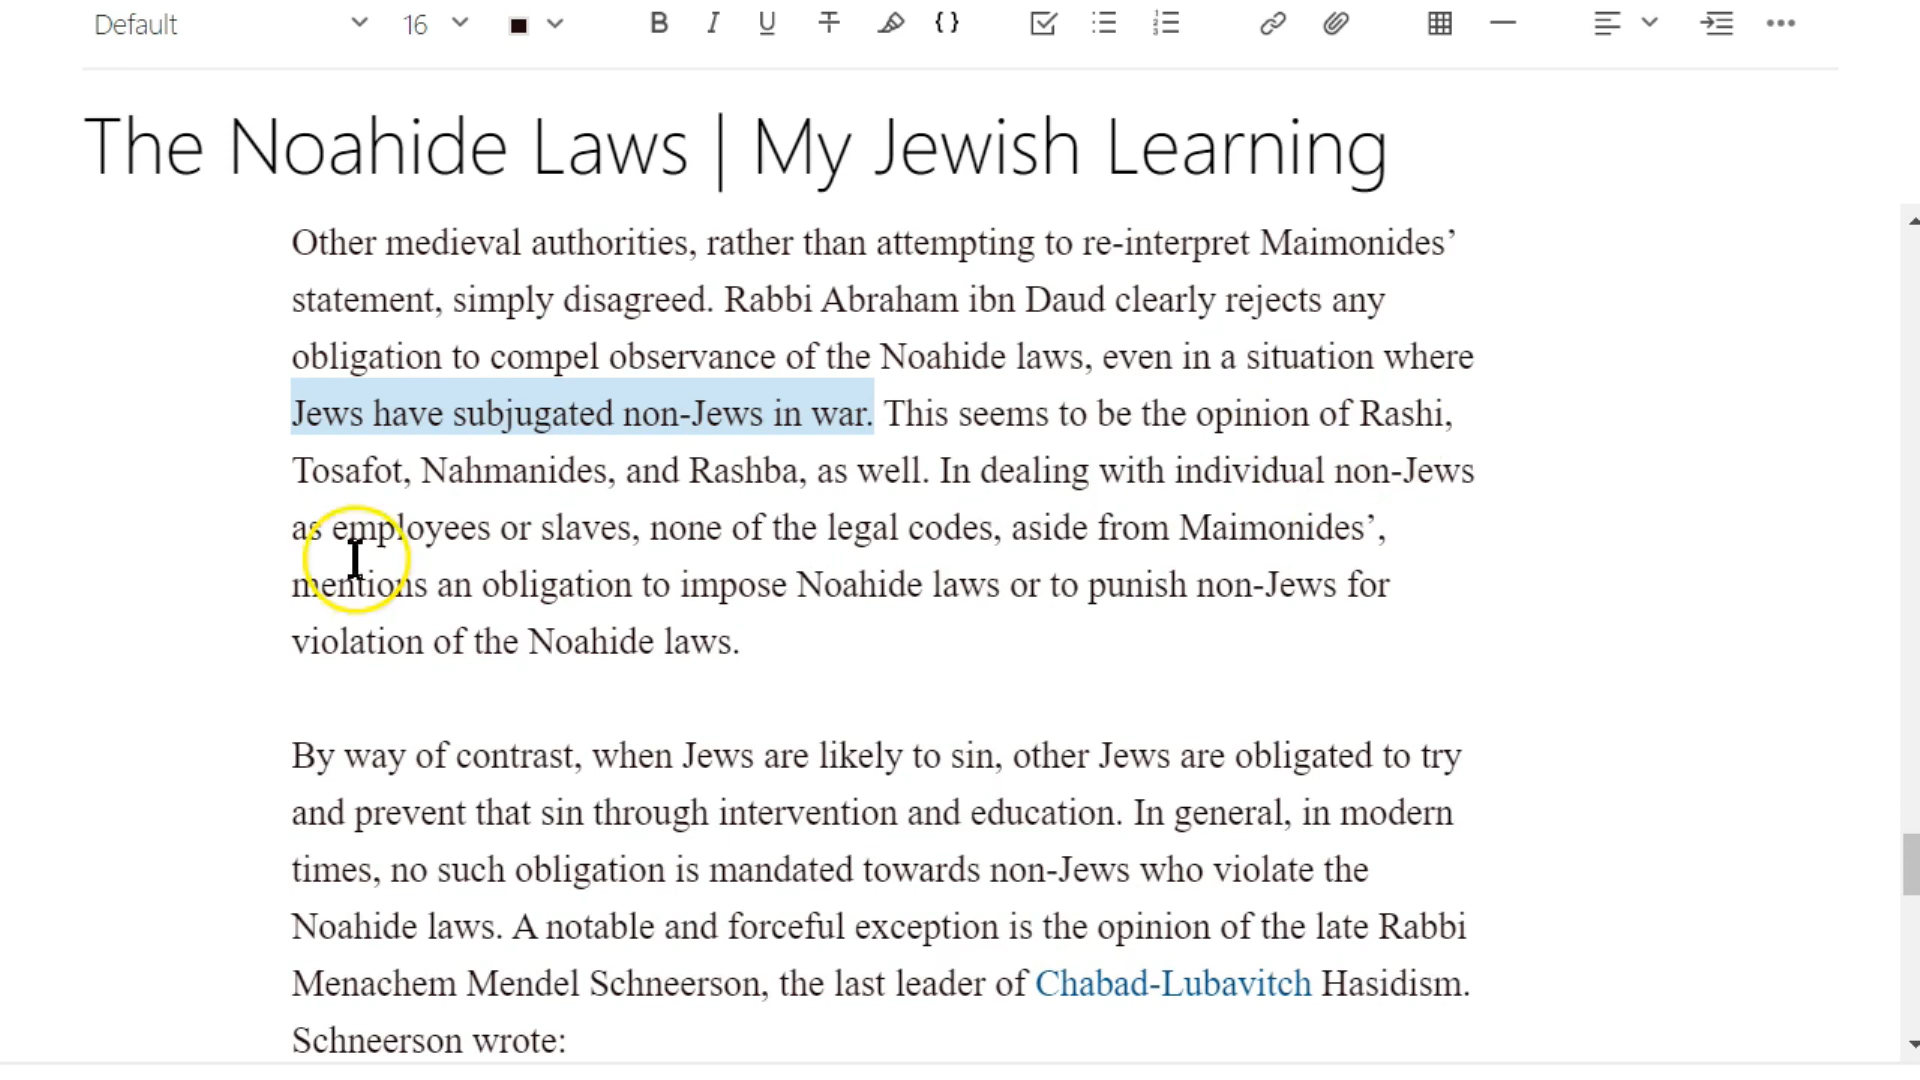 Default 16 B I U T {}
The Noahide Laws | My Jewish Learning
Other medieval authorities, rather than attempting to re-interpret Maimonides’
statement, simply disagreed. Rabbi Abraham ibn Daud clearly rejects any
obligation to compel observance of the Noahide laws, even in a situation where
Jews have subjugated non-Jews in war. This seems to be the opinion of Rashi,
Tosafot, Nahmanides, and Rashba, as well. In dealing with individual non-Jews
as employees or slaves, none of the legal codes, aside from Maimonides’,
mentions an obligation to impose Noahide laws or to punish non-Jews for
violation of the Noahide laws.
By way of contrast, when Jews are likely to sin, other Jews are obligated to try
and prevent that sin through intervention and education. In general, in modern
times, no such obligation is mandated towards non-Jews who violate the
Noahide laws. A notable and forceful exception is the opinion of the late Rabbi
Menachem Mendel Schneerson, the last leader of Chabad-Lubavitch Hasidism.
Schneerson wrote: